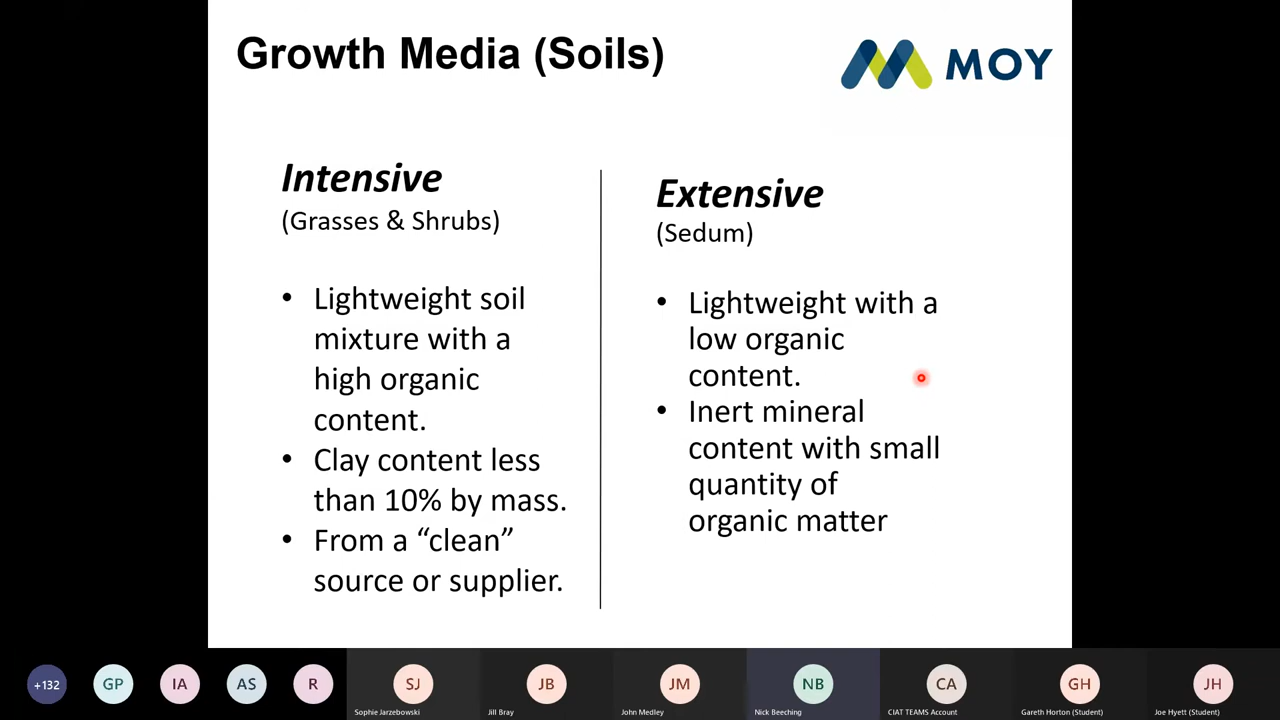 Growth Media (Soils)
MOY
Intensive
(Grasses & Shrubs)
• Lightweight soil
mixture with a
high organic
content.
• Clay content less
than 10% by mass.
• From a “clean”
source or supplier.
Extensive
(Sedum)
• Lightweight with a
low organic
content.
• Inert mineral
content with small
quantity of
organic matter
+132
GP
IA
AS
R
SJ
Sophie Jarzebowski
JB
Jill Bray
JM
John Medley
NB
Nick Beeching
CA
CIAT TEAMS Account
GH
Gareth Horton (Student)
JH
Joe Hyett (Student)